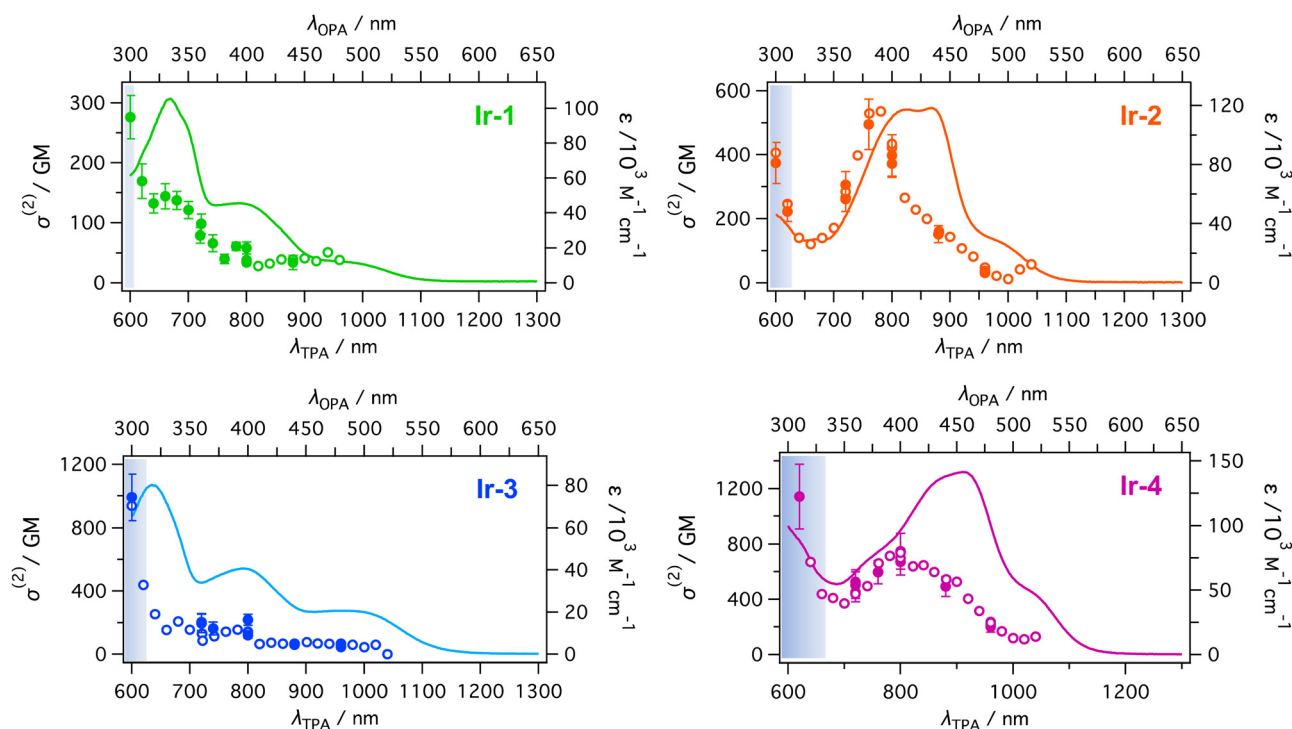 λOPA / nm
300 350 400 450 500 550 600 650
Ir-1
σ(2) / GM
300
200
100
0
ε /10³ M⁻¹ cm⁻¹
100
80
60
40
20
0
600 700 800 900 1000 1100 1200 1300
λTPA / nm
λOPA / nm
300 350 400 450 500 550 600 650
Ir-2
σ(2) / GM
600
400
200
0
ε /10³ M⁻¹ cm⁻¹
120
80
40
0
600 700 800 900 1000 1100 1200 1300
λTPA / nm
λOPA / nm
300 350 400 450 500 550 600 650
Ir-3
σ(2) / GM
1200
800
400
0
ε /10³ M⁻¹ cm⁻¹
80
60
40
20
0
600 700 800 900 1000 1100 1200 1300
λTPA / nm
λOPA / nm
300 350 400 450 500 550 600 650
Ir-4
σ(2) / GM
1200
800
400
0
ε /10³ M⁻¹ cm⁻¹
150
100
50
0
600 800 1000 1200
λTPA / nm